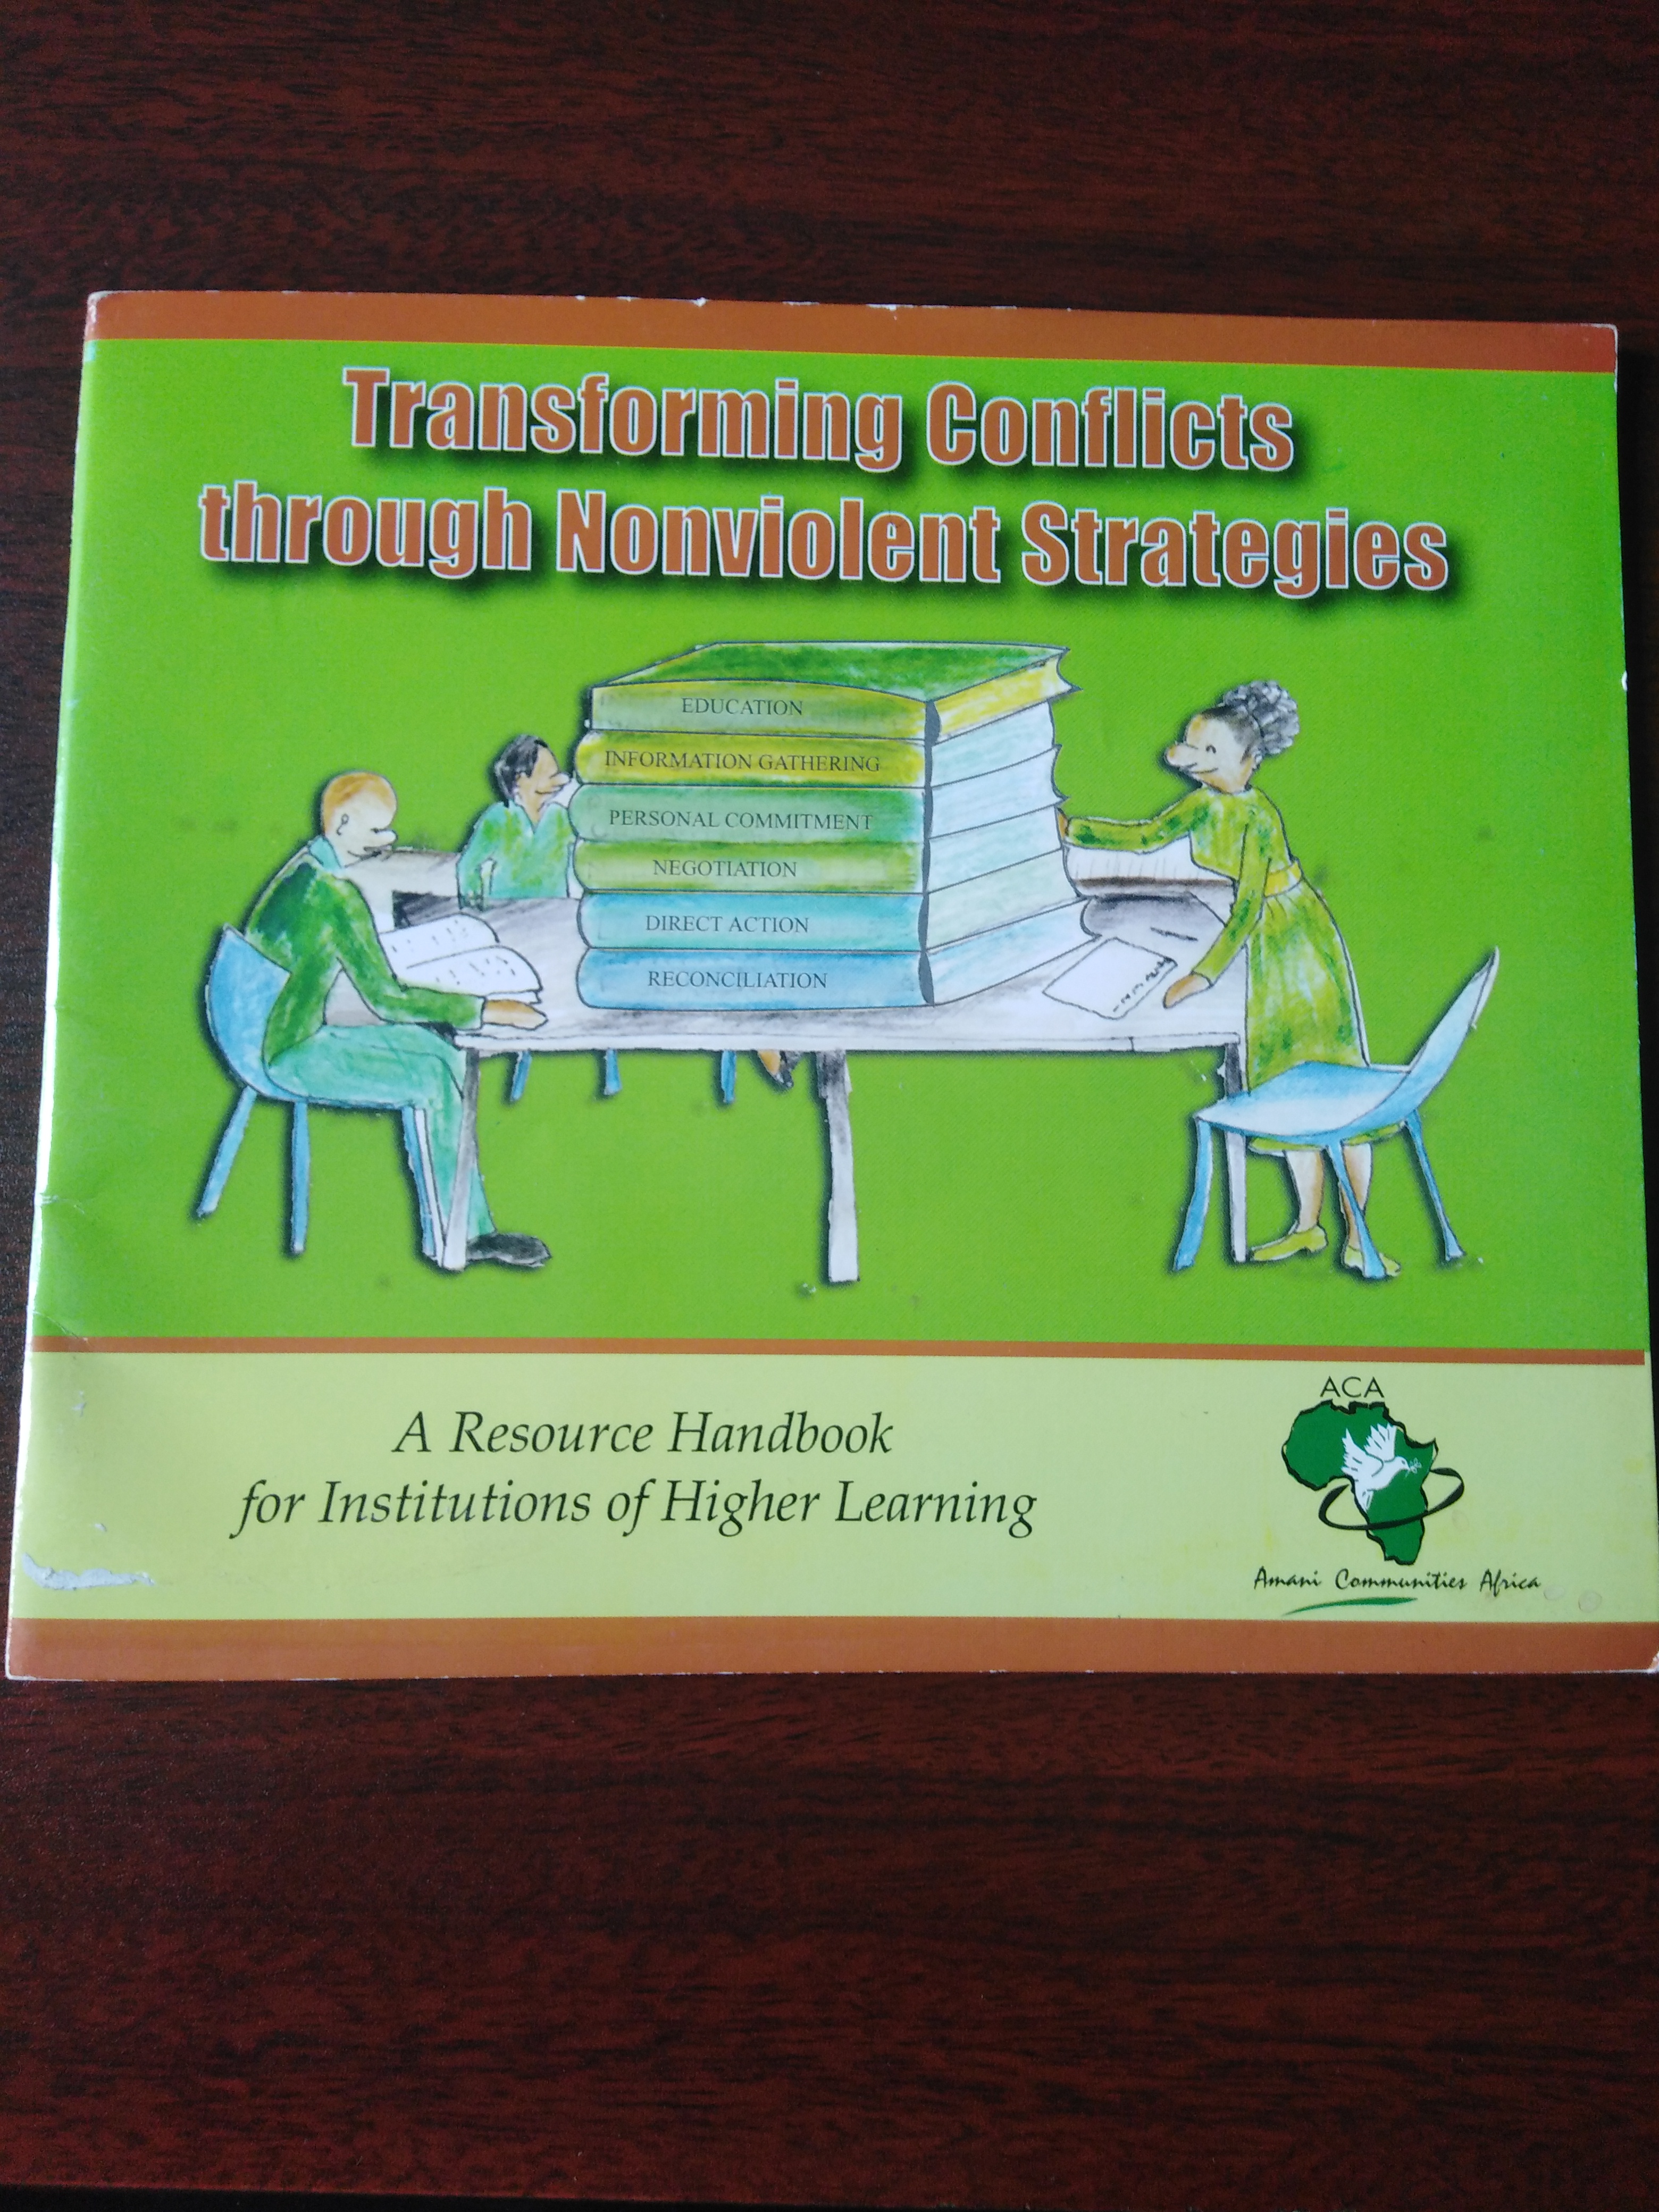 Transforming Conflicts
through Nonviolent Strategies
EDUCATION
INFORMATION GATHERING
PERSONAL COMMITMENT
NEGOTIATION
DIRECT ACTION
RECONCILIATION
A Resource Handbook
for Institutions of Higher Learning
ACA
Amani Communities Africa